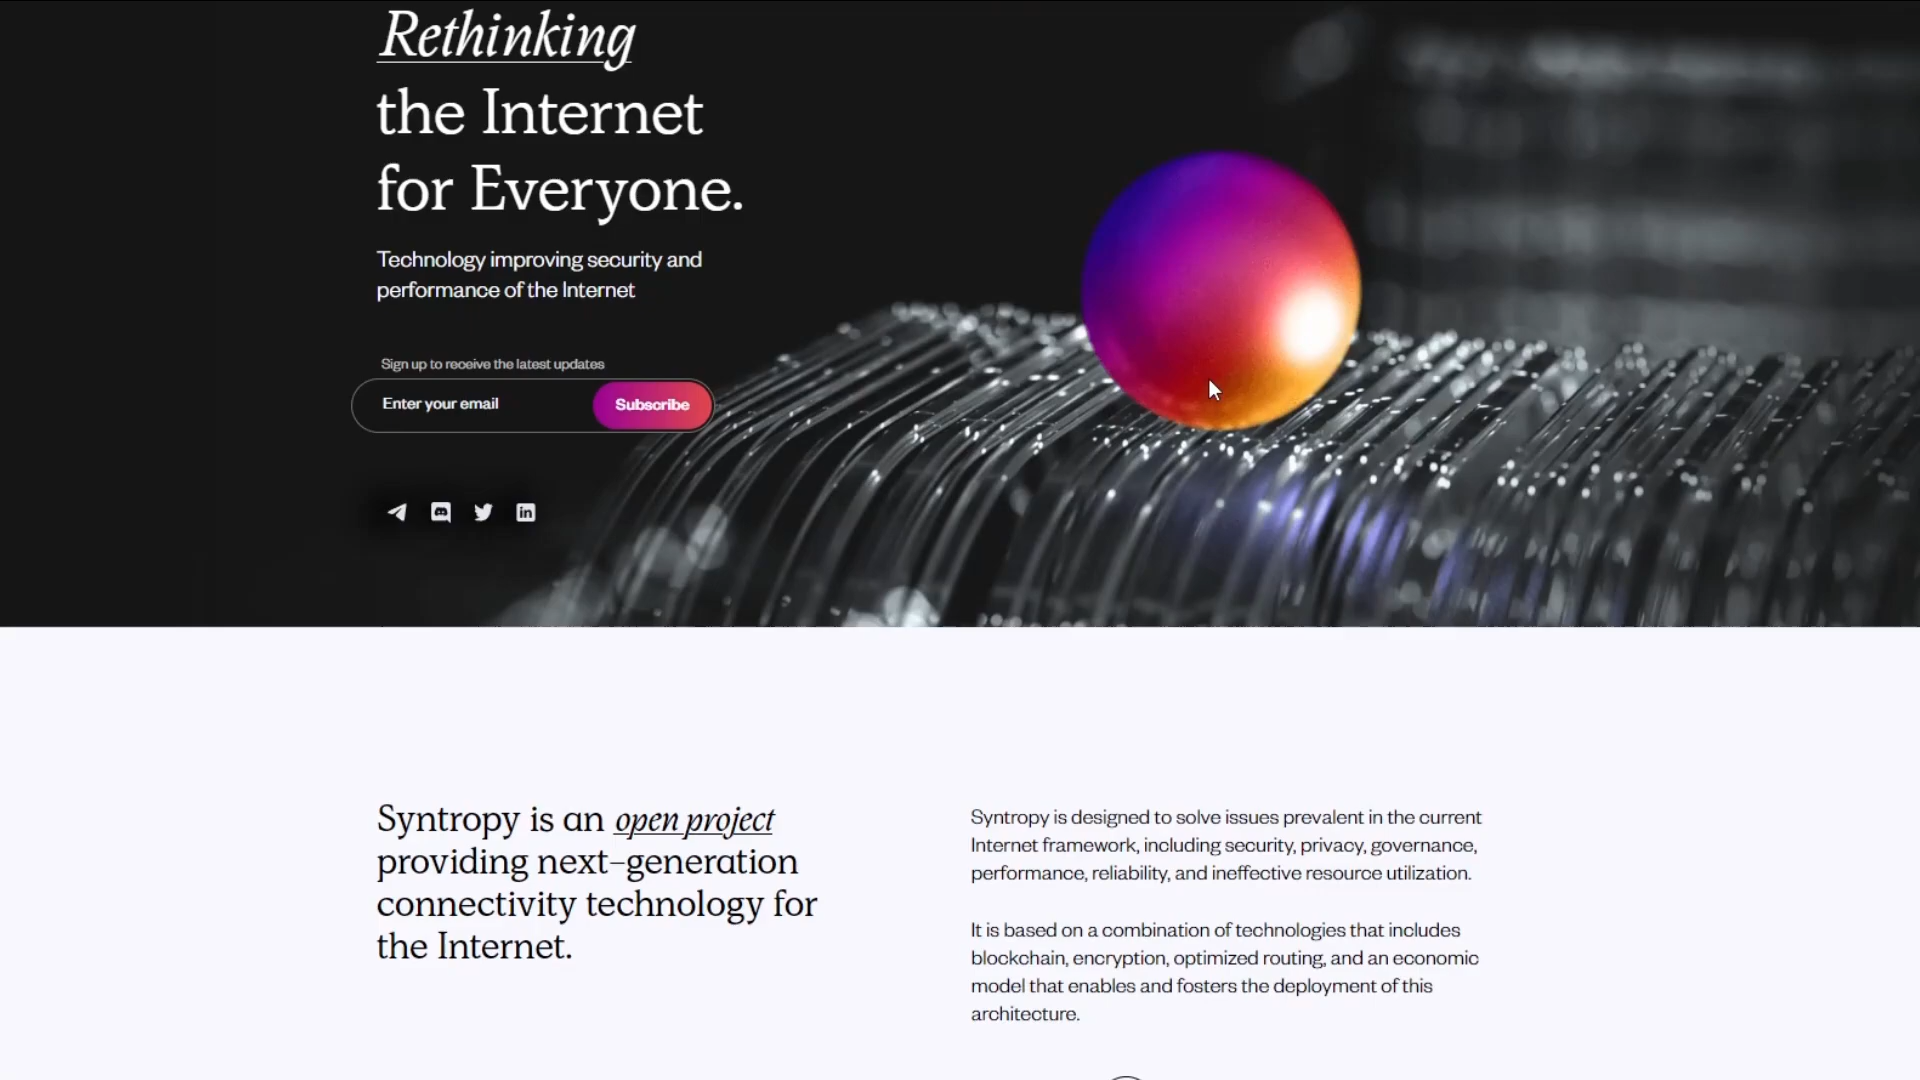 Rethinking
the Internet
for Everyone.
Technology improving security and
performance of the Internet
Sign up to receive the latest updates
Enter your email
Subscribe
Syntropy is an open project
providing next-generation
connectivity technology for
the Internet.
Syntropy is designed to solve issues prevalent in the current
Internet framework, including security, privacy, governance,
performance, reliability, and ineffective resource utilization.
It is based on a combination of technologies that includes
blockchain, encryption, optimized routing, and an economic
model that enables and fosters the deployment of this
architecture.